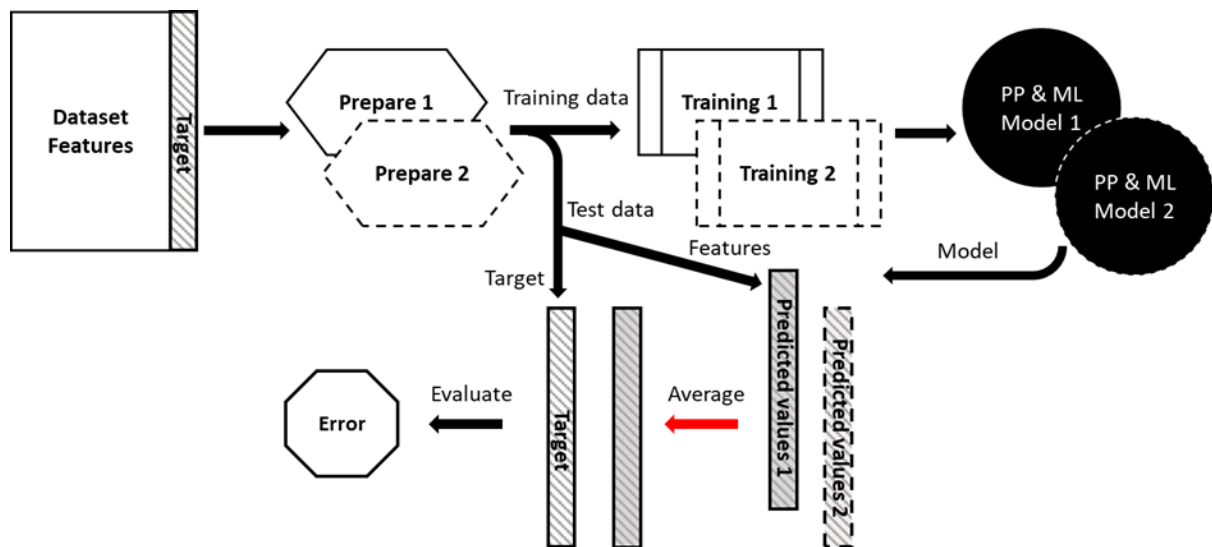 Dataset
Features
Target
Prepare 1
Prepare 2
Training data
Test data
Features
Target
Training 1
Training 2
PP & ML
Model 1
PP & ML
Model 2
Model
Predicted values 1
Predicted values 2
Average
Target
Evaluate
Error